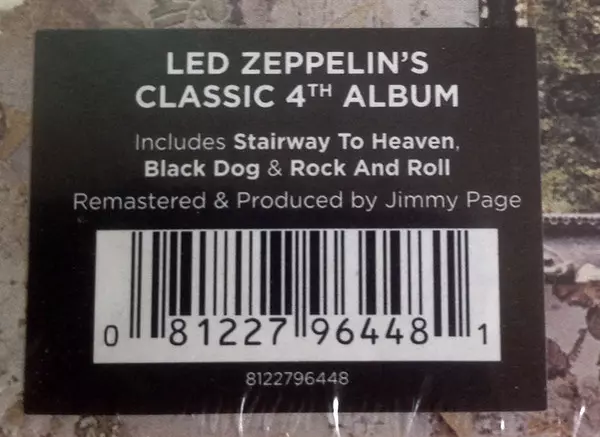 LED ZEPPELIN'S
CLASSIC 4TH ALBUM
Includes Stairway To Heaven,
Black Dog & Rock And Roll
Remastered & Produced by Jimmy Page
0 81227 96448 1
8122796448